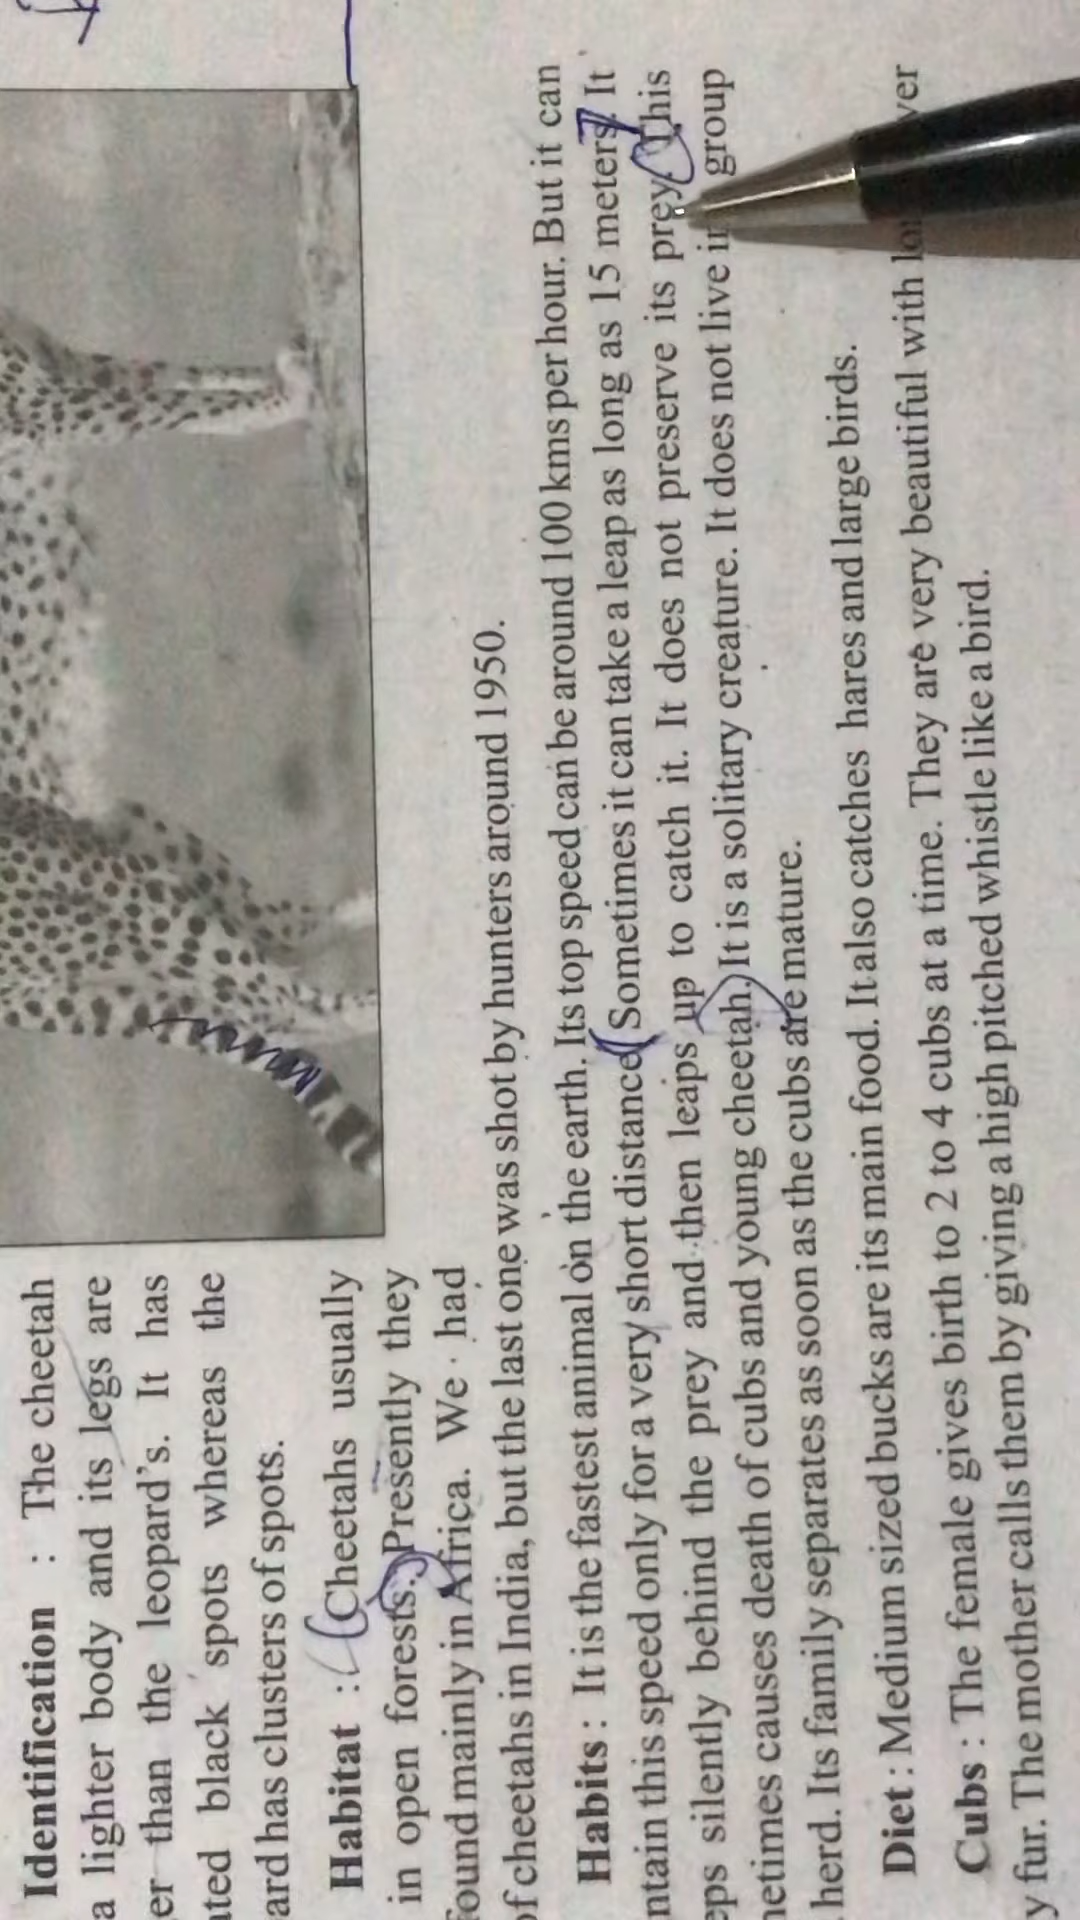 Identification : The cheetah
a lighter body and its legs are
er than the leopard's. It has
ated black spots whereas the
ard has clusters of spots.
Habitat : Cheetahs usually
in open forests. Presently they
found mainly in Africa. We had
of cheetahs in India, but the last one was shot by hunters around 1950.
Habits : It is the fastest animal on the earth. Its top speed can be around 100 kms per hour. But it can
ntain this speed only for a very short distance. Sometimes it can take a leap as long as 15 meters. It
eps silently behind the prey and then leaps up to catch it. It does not preserve its prey. This
netimes causes death of cubs and young cheetah. It is a solitary creature. It does not live in group
herd. Its family separates as soon as the cubs are mature.
Diet : Medium sized bucks are its main food. It also catches hares and large birds.
Cubs : The female gives birth to 2 to 4 cubs at a time. They are very beautiful with
y fur. The mother calls them by giving a high pitched whistle like a bird.